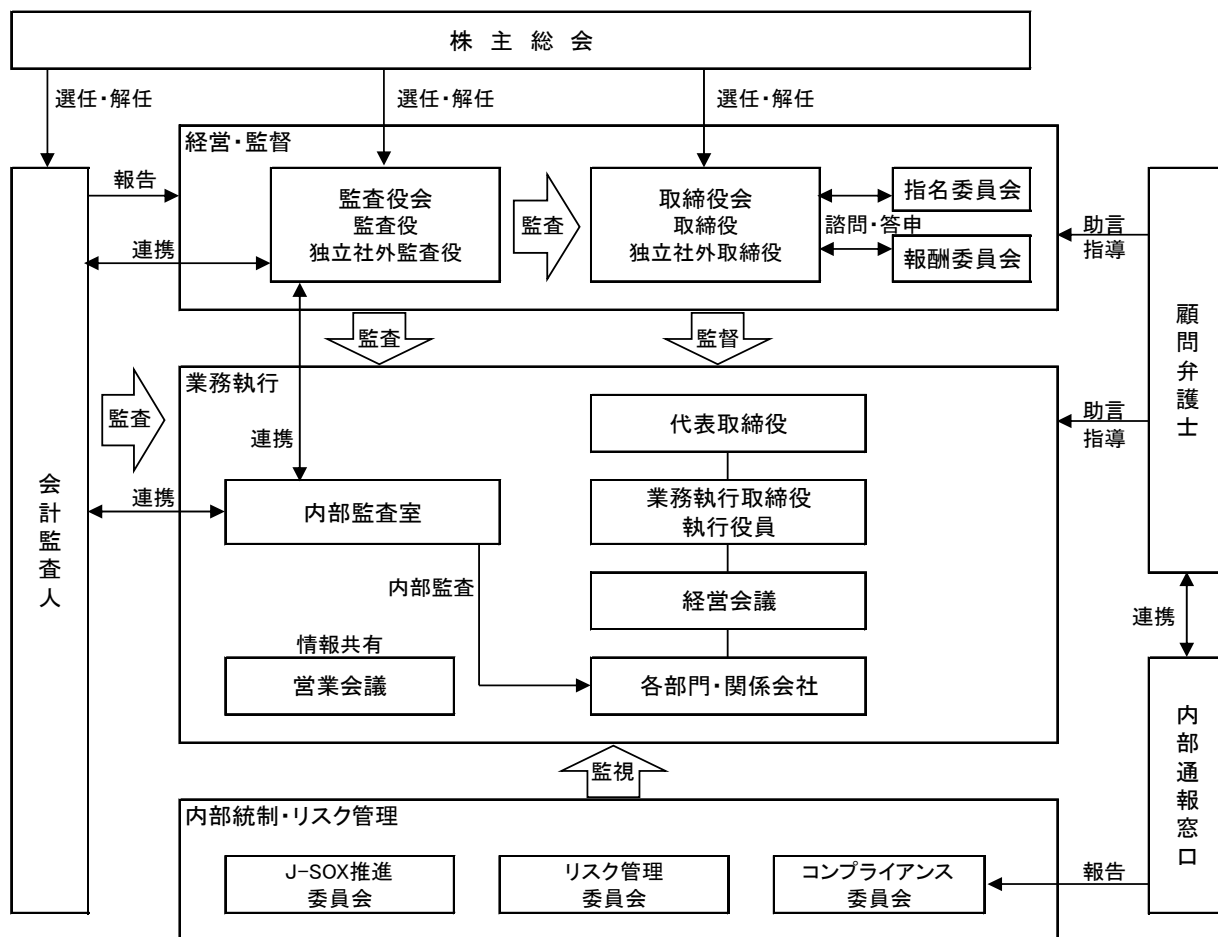 株 主 総 会
選任・解任
選任・解任
選任・解任
経営・監督
報告
監査役会
監査役
独立社外監査役
監査
取締役会
取締役
独立社外取締役
指名委員会
諮問・答申
報酬委員会
助言
指導
連携
監査
監督
顧問弁護士
業務執行
監査
連携
代表取締役
助言
指導
会計監査人
連携
内部監査室
業務執行取締役
執行役員
内部監査
経営会議
連携
情報共有
営業会議
各部門・関係会社
内部通報窓口
監視
内部統制・リスク管理
J-SOX推進
委員会
リスク管理
委員会
コンプライアンス
委員会
報告